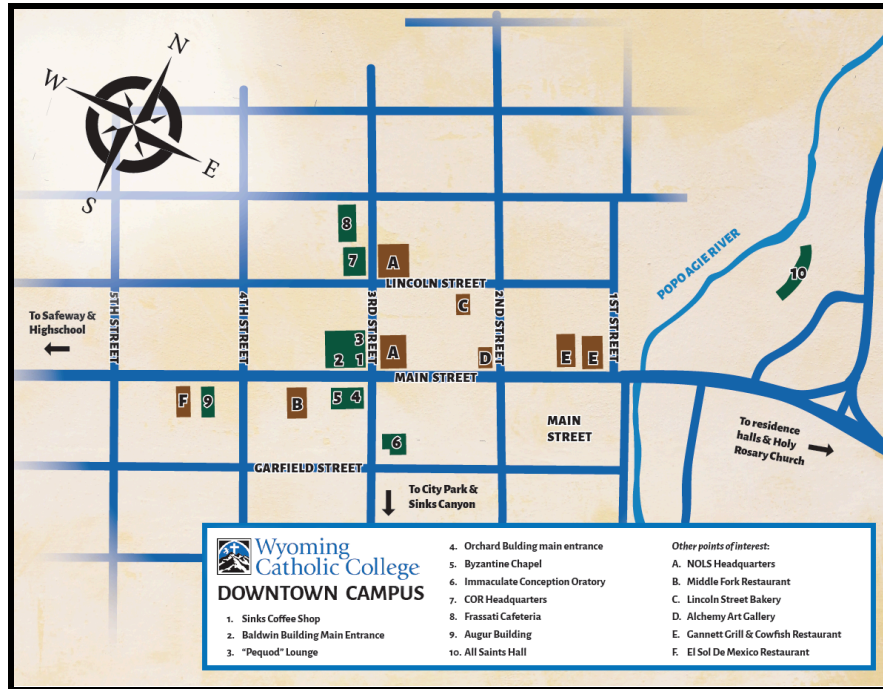 N
W
E
S
8
7
A
LINCOLN STREET
C
POPO AGIE RIVER
10
To Safeway &
Highschool
5TH STREET
4TH STREET
3RD STREET
2ND STREET
1ST STREET
3
2 1
A
D
E
E
MAIN STREET
F
9
B
5 4
6
MAIN
STREET
To residence
halls & Holy
Rosary Church
GARFIELD STREET
To City Park &
Sinks Canyon
Wyoming
Catholic College
DOWNTOWN CAMPUS
1. Sinks Coffee Shop
2. Baldwin Building Main Entrance
3. "Pequod" Lounge
4. Orchard Bulding main entrance
5. Byzantine Chapel
6. Immaculate Conception Oratory
7. COR Headquarters
8. Frassati Cafeteria
9. Augur Building
10. All Saints Hall
Other points of interest:
A. NOLS Headquarters
B. Middle Fork Restaurant
C. Lincoln Street Bakery
D. Alchemy Art Gallery
E. Gannett Grill & Cowfish Restaurant
F. El Sol De Mexico Restaurant